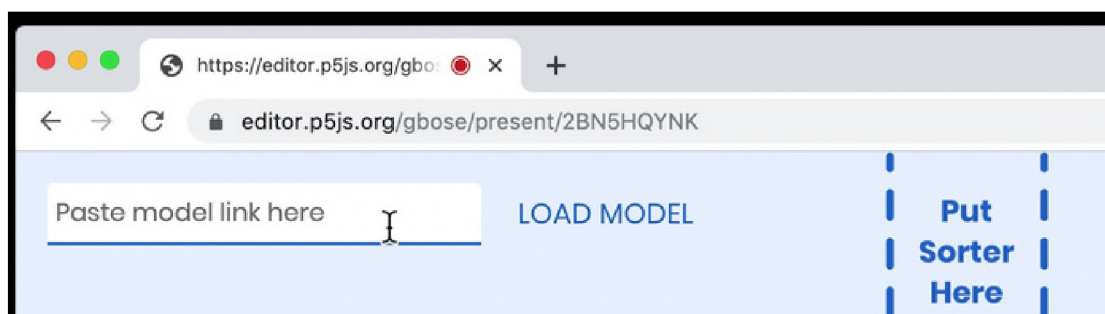 https://editor.p5js.org/gbo
editor.p5js.org/gbose/present/2BN5HQYNK
Paste model link here
LOAD MODEL
Put
Sorter
Here